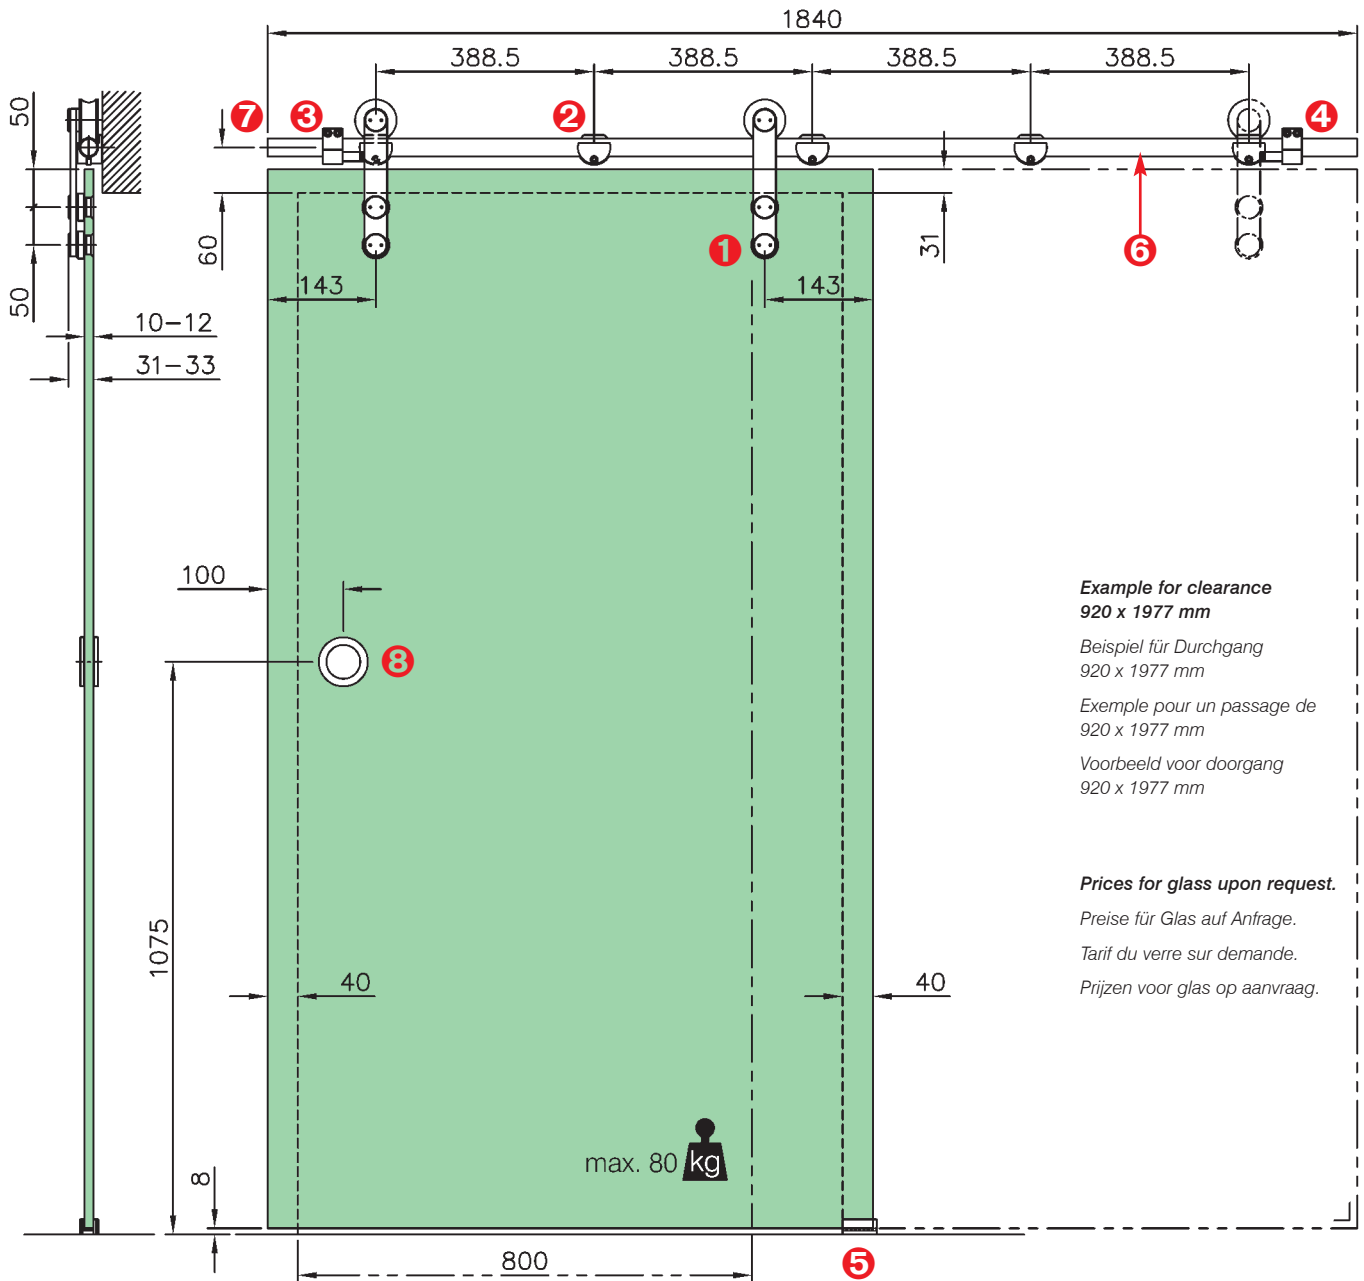 1840
388.5 388.5 388.5 388.5
50
7 3 2 4
60
1
31
6
50
143 143
10-12
31-33
100
Example for clearance
920 x 1977 mm
Beispiel für Durchgang
920 x 1977 mm
8
Exemple pour un passage de
920 x 1977 mm
Voorbeeld voor doorgang
920 x 1977 mm
Prices for glass upon request.
Preise für Glas auf Anfrage.
Tarif du verre sur demande.
Prijzen voor glas op aanvraag.
1075
40 40
max. 80 kg
8
800
5